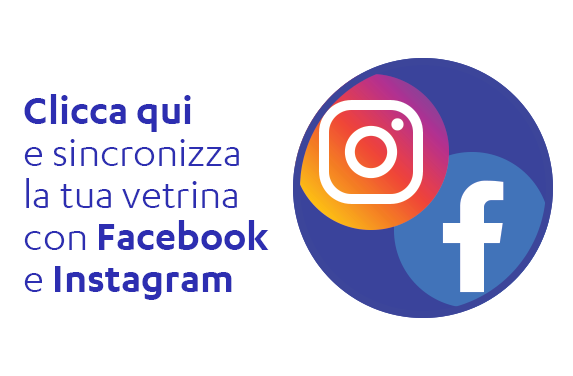 Clicca qui
e sincronizza
la tua vetrina
con Facebook
e Instagram